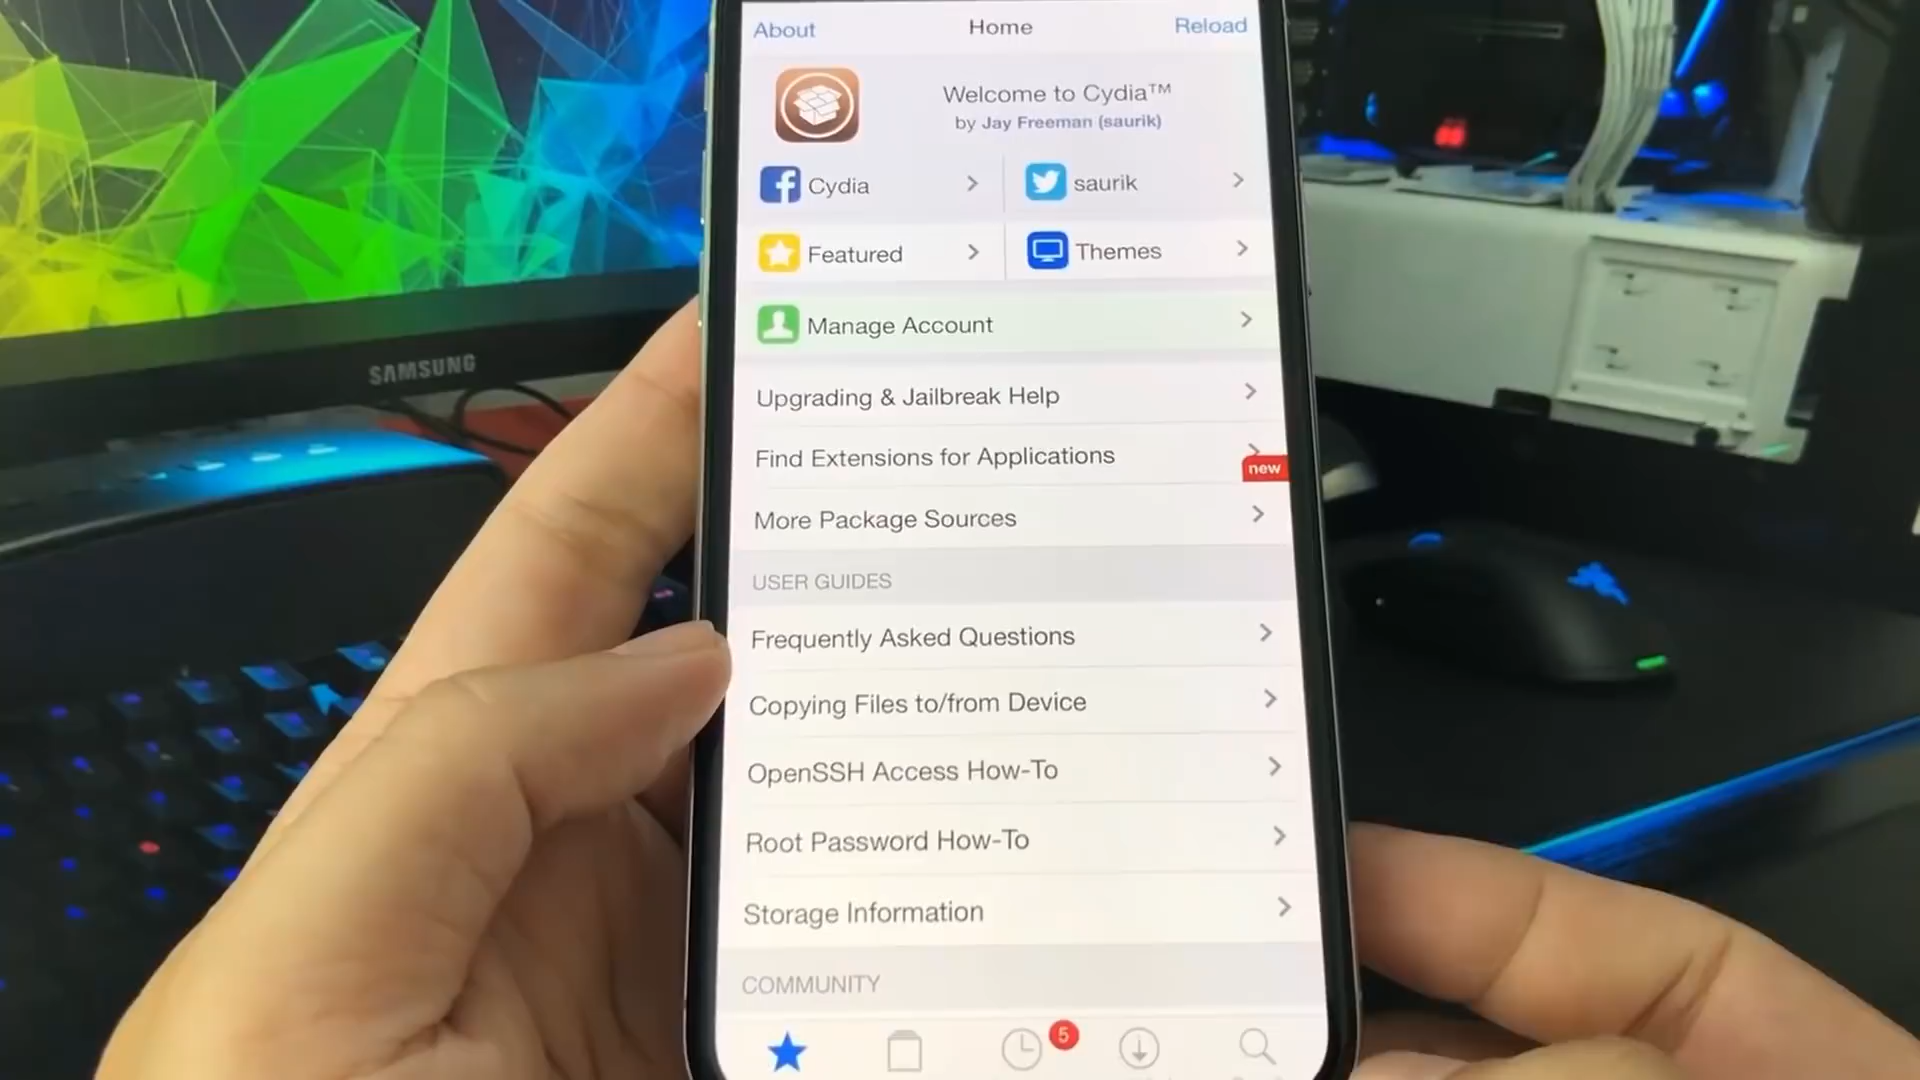 About Home Reload
Welcome to Cydia™
by Jay Freeman (saurik)
Cydia
saurik
Featured
Themes
Manage Account
Upgrading & Jailbreak Help
Find Extensions for Applications
new
More Package Sources
USER GUIDES
Frequently Asked Questions
Copying Files to/from Device
OpenSSH Access How-To
Root Password How-To
Storage Information
COMMUNITY
5
SAMSUNG